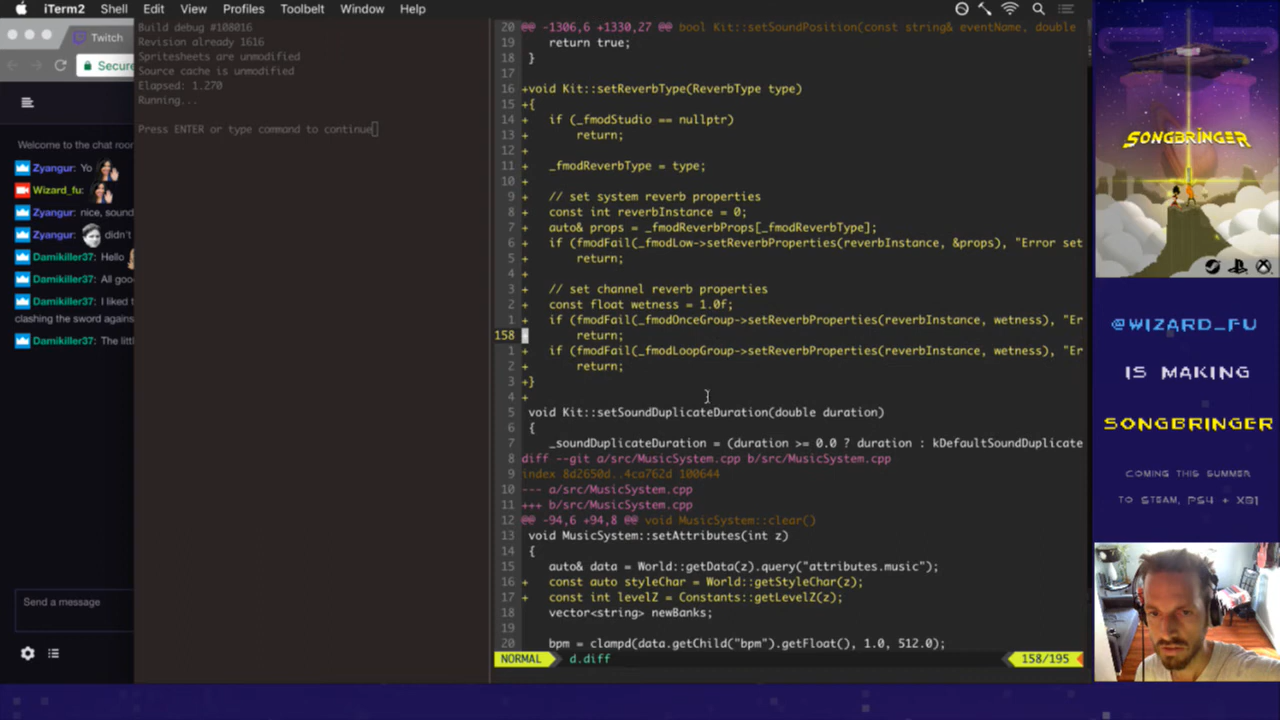 iTerm2 Shell Edit View Profiles Toolbelt Window Help
Twitch
Secure
Welcome to the chat roo
Zyangur: Yo
Wizard_fu:
Zyangur: nice, sound
Zyangur: didn't
Damikiller37: Hello
Damikiller37: All goo
Damikiller37: I liked t
clashing the sword agains
Damikiller37: The littl
Send a message
Build debug #108016
Revision already 1616
Spritesheets are unmodified
Source cache is unmodified
Elapsed: 1.270
Running...
Press ENTER or type command to continue
20 @@ -1306,6 +1330,27 @@ bool Kit::setSoundPosition(const string& eventName, double
19 return true;
18 }
17
16 +void Kit::setReverbType(ReverbType type)
15 +{
14 + if (_fmodStudio == nullptr)
13 + return;
12 +
11 + _fmodReverbType = type;
10 +
9 + // set system reverb properties
8 + const int reverbInstance = 0;
7 + auto& props = _fmodReverbProps[_fmodReverbType];
6 + if (fmodFail(_fmodLow->setReverbProperties(reverbInstance, &props), "Error set
5 + return;
4 +
3 + // set channel reverb properties
2 + const float wetness = 1.0f;
1 + if (fmodFail(_fmodOnceGroup->setReverbProperties(reverbInstance, wetness), "Er
158 + return;
1 + if (fmodFail(_fmodLoopGroup->setReverbProperties(reverbInstance, wetness), "Er
2 + return;
3 +}
4 +
5 void Kit::setSoundDuplicateDuration(double duration)
6 {
7 _soundDuplicateDuration = (duration >= 0.0 ? duration : kDefaultSoundDuplicate
8 diff --git a/src/MusicSystem.cpp b/src/MusicSystem.cpp
9 index 8d2650d..4ca762d 100644
10 --- a/src/MusicSystem.cpp
11 +++ b/src/MusicSystem.cpp
12 @@ -94,6 +94,8 @@ void MusicSystem::clear()
13 void MusicSystem::setAttributes(int z)
14 {
15 auto& data = World::getData(z).query("attributes.music");
16 + const auto styleChar = World::getStyleChar(z);
17 + const int levelZ = Constants::getLevelZ(z);
18 vector<string> newBanks;
19
20 bpm = clampd(data.getChild("bpm").getFloat(), 1.0, 512.0);
NORMAL d.diff 158/195
SONGBRINGER
@WIZARD_FU
IS MAKING
SONGBRINGER
COMING THIS SUMMER
TO STEAM, PS4 + XB1